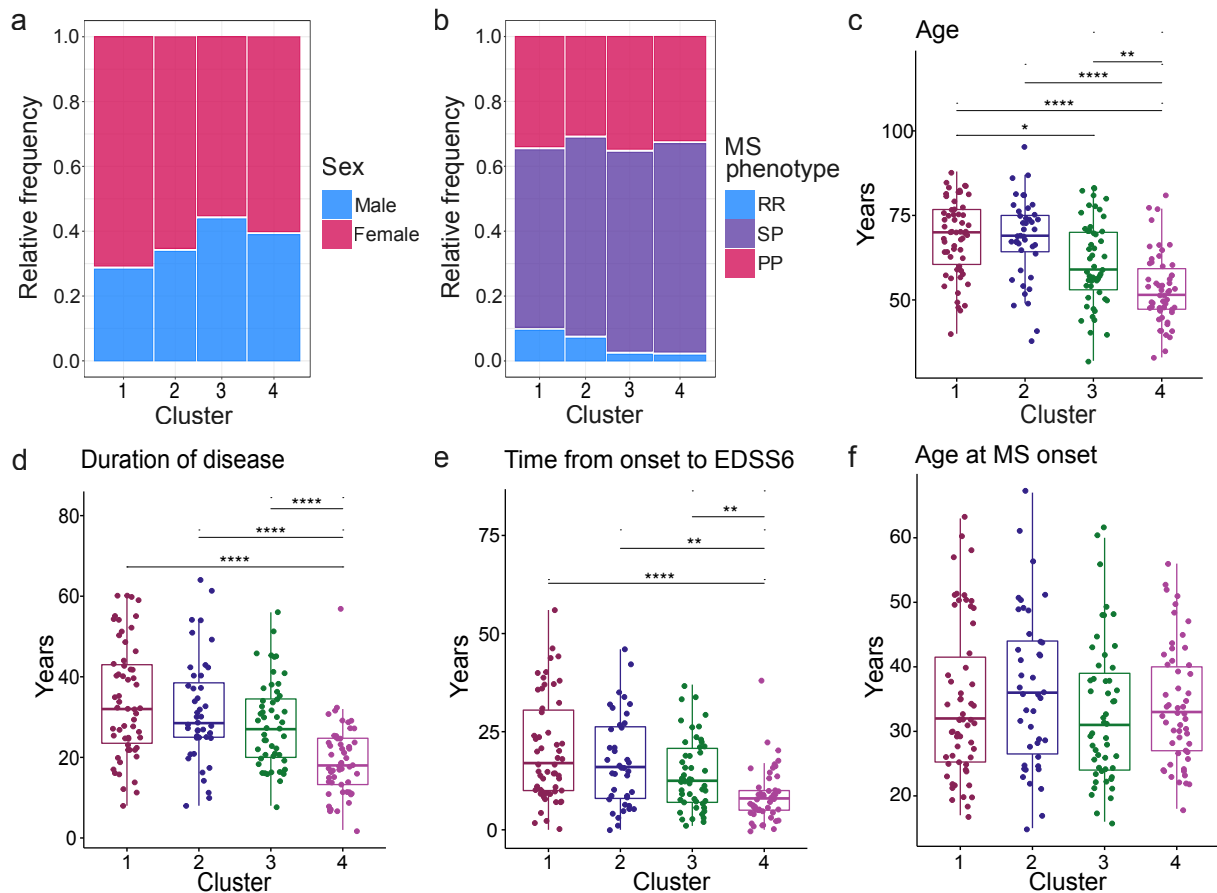 a
1.0
0.8
0.6
0.4
0.2
0.0
Relative frequency
1 2 3 4
Cluster
Sex
Male
Female
b
1.0
0.8
0.6
0.4
0.2
0.0
Relative frequency
1 2 3 4
Cluster
MS
phenotype
RR
SP
PP
c Age
**
****
****
*
100
75
50
Years
1 2 3 4
Cluster
d Duration of disease
****
****
****
80
60
40
20
0
Years
1 2 3 4
Cluster
e Time from onset to EDSS6
**
**
****
75
50
25
0
Years
1 2 3 4
Cluster
f Age at MS onset
60
50
40
30
20
Years
1 2 3 4
Cluster